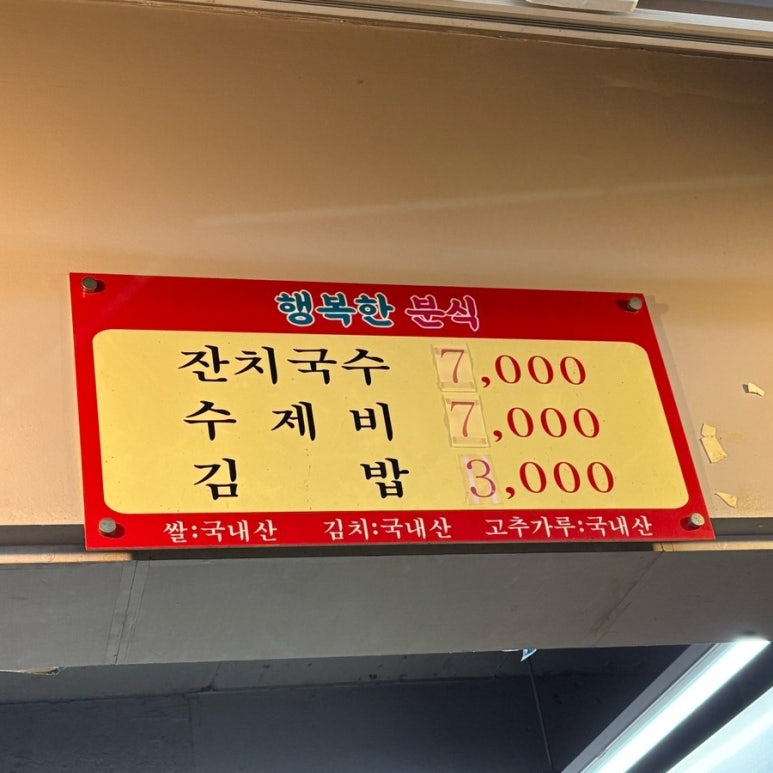 행복한 분식
잔치국수 7,000
수제비 7,000
김밥 3,000
쌀:국내산 김치:국내산 고추가루:국내산